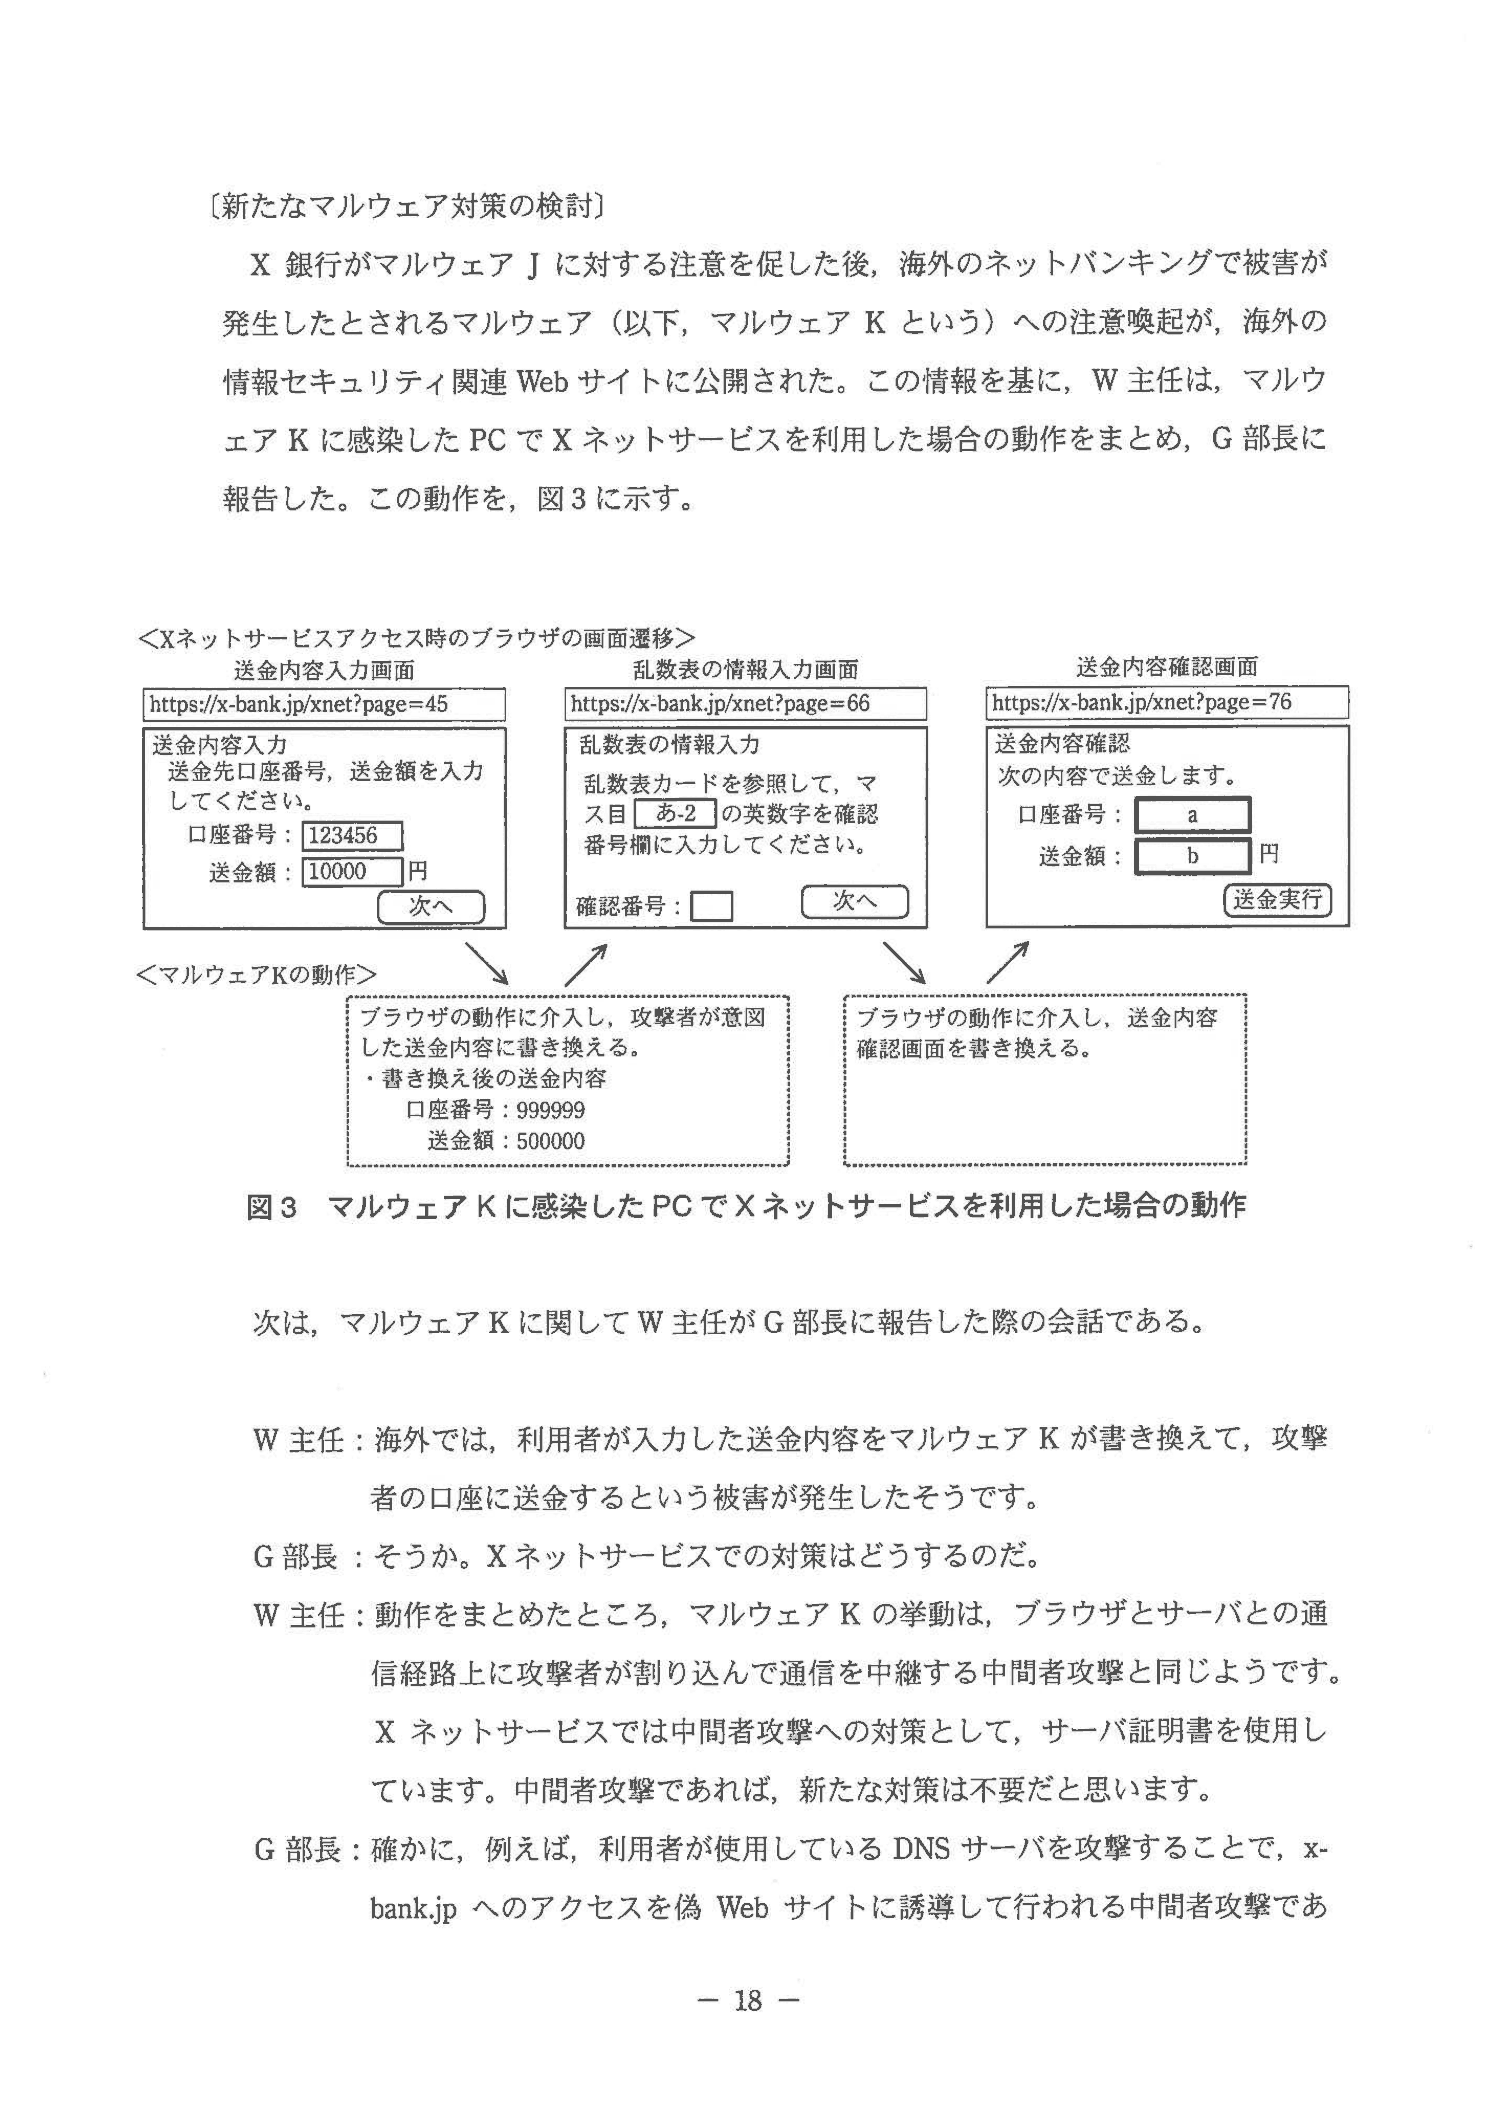 〔新たなマルウェア対策の検討〕
X 銀行がマルウェア J に対する注意を促した後，海外のネットバンキングで被害が
発生したとされるマルウェア（以下，マルウェア K という）への注意喚起が，海外の
情報セキュリティ関連 Web サイトに公開された。この情報を基に，W 主任は，マルウ
ェア K に感染した PC で X ネットサービスを利用した場合の動作をまとめ，G 部長に
報告した。この動作を，図 3 に示す。
＜Xネットサービスアクセス時のブラウザの画面遷移＞
送金内容入力画面
https://x-bank.jp/xnet?page=45
送金内容入力
送金先口座番号，送金額を入力
してください。
口座番号：123456
送金額：10000 円
次へ
乱数表の情報入力画面
https://x-bank.jp/xnet?page=66
乱数表の情報入力
乱数表カードを参照して，マ
ス目 あ-2 の英数字を確認
番号欄に入力してください。
確認番号：
次へ
送金内容確認画面
https://x-bank.jp/xnet?page=76
送金内容確認
次の内容で送金します。
口座番号： a
送金額： b 円
送金実行
＜マルウェアKの動作＞
ブラウザの動作に介入し，攻撃者が意図
した送金内容に書き換える。
・書き換え後の送金内容
口座番号：999999
送金額：500000
ブラウザの動作に介入し，送金内容
確認画面を書き換える。
図３　マルウェア K に感染した PC で X ネットサービスを利用した場合の動作
次は，マルウェア K に関して W 主任が G 部長に報告した際の会話である。
W 主任：海外では，利用者が入力した送金内容をマルウェア K が書き換えて，攻撃
者の口座に送金するという被害が発生したそうです。
G 部長：そうか。X ネットサービスでの対策はどうするのだ。
W 主任：動作をまとめたところ，マルウェア K の挙動は，ブラウザとサーバとの通
信経路上に攻撃者が割り込んで通信を中継する中間者攻撃と同じようです。
X ネットサービスでは中間者攻撃への対策として，サーバ証明書を使用し
ています。中間者攻撃であれば，新たな対策は不要だと思います。
G 部長：確かに，例えば，利用者が使用している DNS サーバを攻撃することで，x-
bank.jp へのアクセスを偽 Web サイトに誘導して行われる中間者攻撃であ
－ 18 －